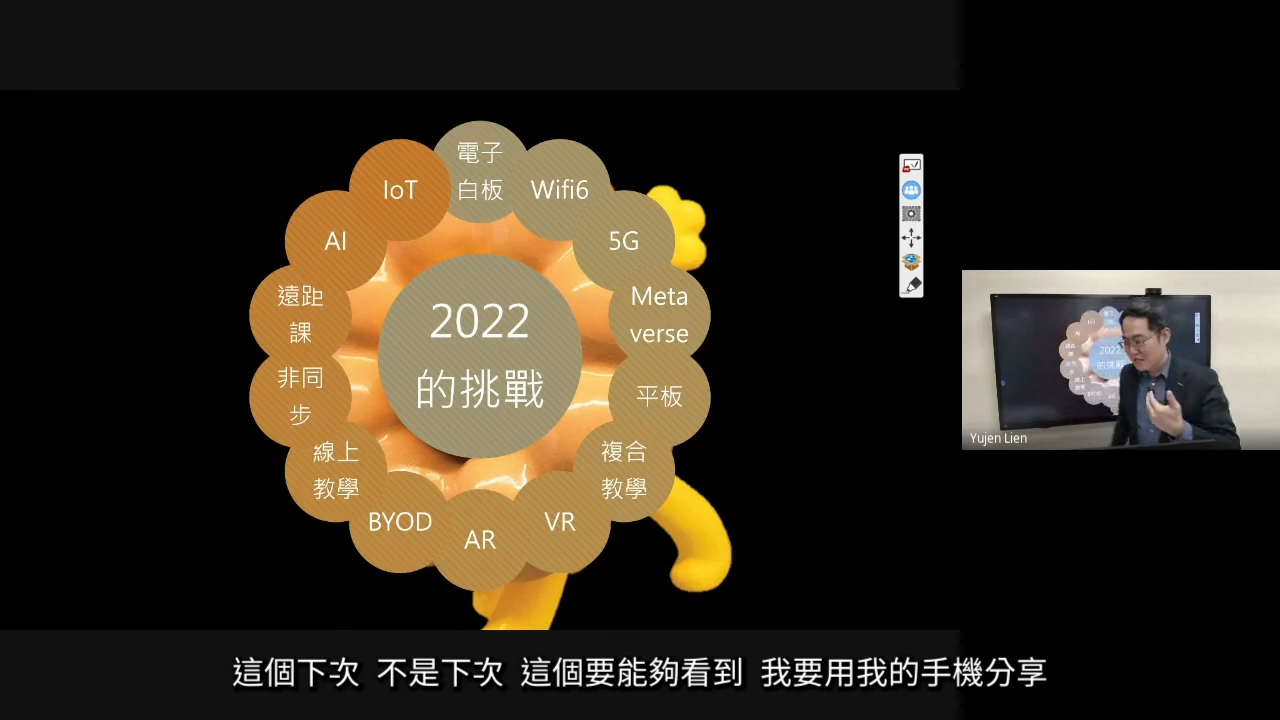 電子
白板
Wifi6
5G
Meta
verse
平板
複合
教學
VR
AR
BYOD
線上
教學
非同
步
遠距
課
AI
IoT
2022
的挑戰
Yujen Lien
這個下次 不是下次 這個要能夠看到 我要用我的手機分享